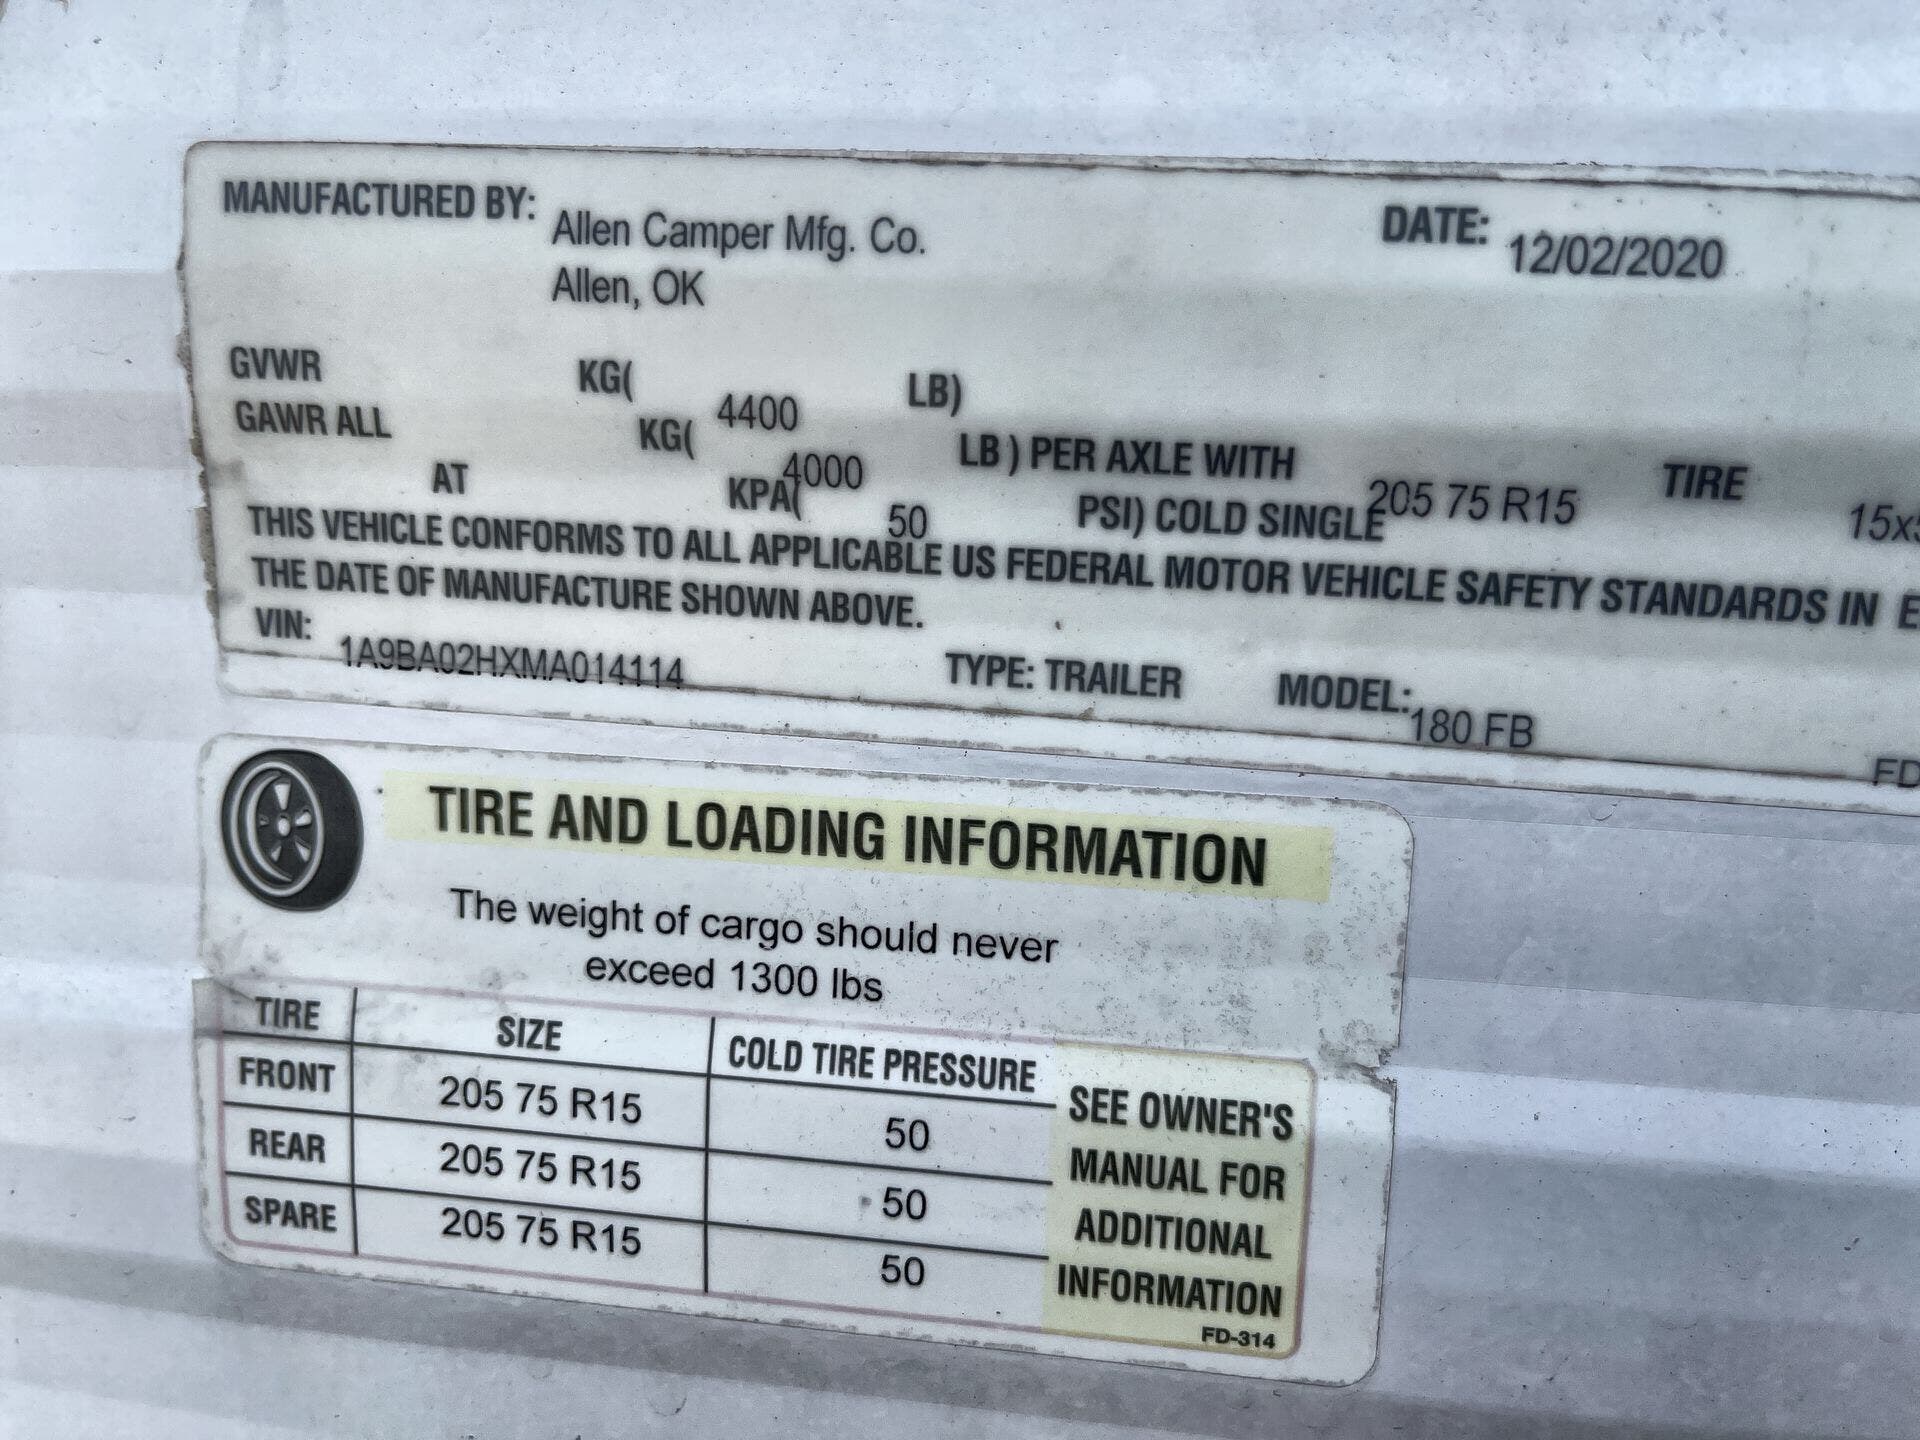 MANUFACTURED BY: Allen Camper Mfg. Co. DATE: 12/02/2020
Allen, OK
GVWR KG( 4400 LB)
GAWR ALL KG( 4000 LB ) PER AXLE WITH 205 75 R15 TIRE
AT KPA( 50 PSI) COLD SINGLE
THIS VEHICLE CONFORMS TO ALL APPLICABLE US FEDERAL MOTOR VEHICLE SAFETY STANDARDS IN
THE DATE OF MANUFACTURE SHOWN ABOVE.
VIN: 1A9BA02HXMA014114 TYPE: TRAILER MODEL: 180 FB
FD
TIRE AND LOADING INFORMATION
The weight of cargo should never
exceed 1300 lbs
TIRE SIZE COLD TIRE PRESSURE
FRONT 205 75 R15 50
REAR 205 75 R15 50
SPARE 205 75 R15 50
SEE OWNER'S
MANUAL FOR
ADDITIONAL
INFORMATION
FD-314